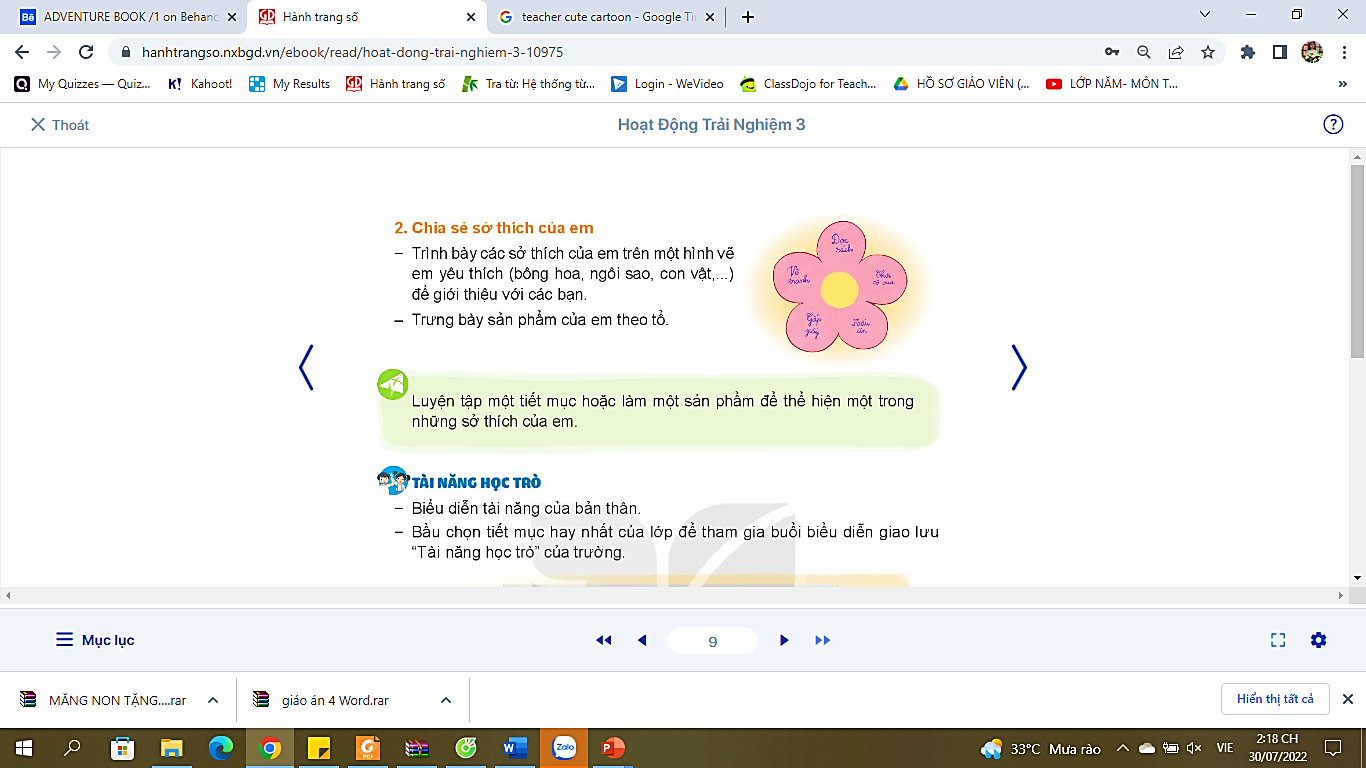 ADVENTURE BOOK /1 on Behanc
Hành trang số
teacher cute cartoon - Google Tì
hanhtrangso.nxbgd.vn/ebook/read/hoat-dong-trai-nghiem-3-10975
My Quizzes — Quiz...
Kahoot!
My Results
Hành trang số
Tra từ: Hệ thống từ...
Login - WeVideo
ClassDojo for Teach...
HỒ SƠ GIÁO VIÊN (...
LỚP NĂM- MÔN T...
Thoát
Hoạt Động Trải Nghiệm 3
2. Chia sẻ sở thích của em
– Trình bày các sở thích của em trên một hình vẽ
em yêu thích (bông hoa, ngôi sao, con vật,...)
để giới thiệu với các bạn.
– Trưng bày sản phẩm của em theo tổ.
Đọc
sách
Vẽ
tranh
Chơi
cờ vua
Gấp
giấy
Nấu
ăn
Luyện tập một tiết mục hoặc làm một sản phẩm để thể hiện một trong
những sở thích của em.
TÀI NĂNG HỌC TRÒ
– Biểu diễn tài năng của bản thân.
– Bầu chọn tiết mục hay nhất của lớp để tham gia buổi biểu diễn giao lưu
“Tài năng học trò” của trường.
Mục lục
9
MĂNG NON TẶNG....rar
giáo án 4 Word.rar
Hiển thị tất cả
Zalo
33°C Mưa rào
VIE
2:18 CH
30/07/2022